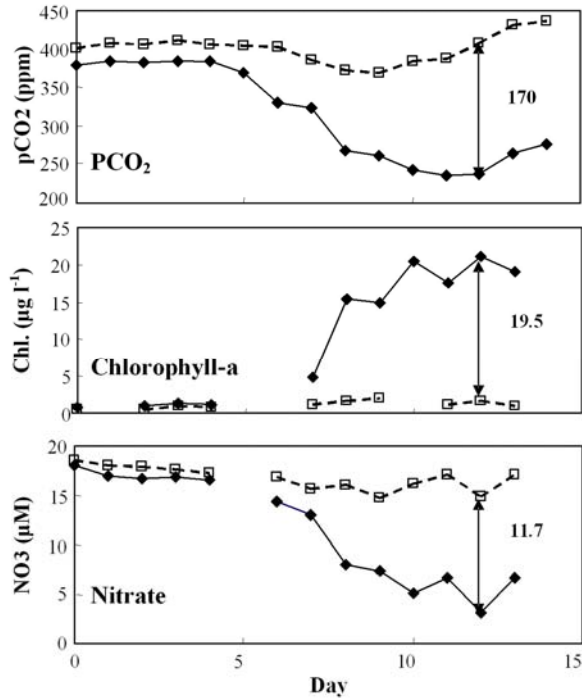 450
400
350
300
250
200
pCO2 (ppm)
170
PCO₂
25
20
15
10
5
0
Chl. (µg l⁻¹)
19.5
Chlorophyll-a
20
15
10
5
0
NO3 (µM)
11.7
Nitrate
0 5 10 15
Day